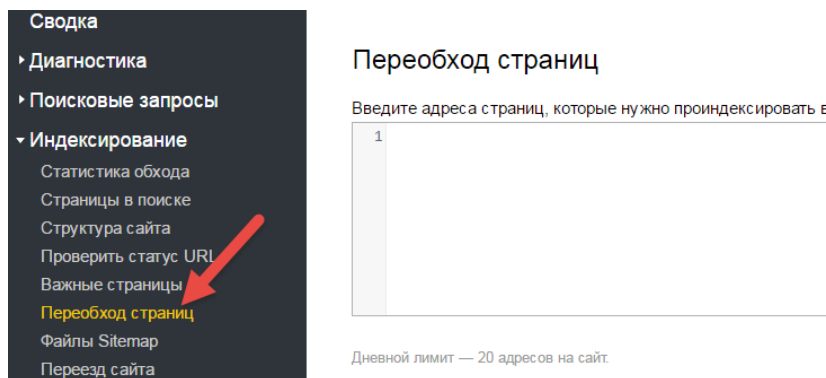 Сводка
Диагностика
Поисковые запросы
Индексирование
Статистика обхода
Страницы в поиске
Структура сайта
Проверить статус URL
Важные страницы
Переобход страниц
Файлы Sitemap
Переезд сайта
Переобход страниц
Введите адреса страниц, которые нужно проиндексировать в
1
Дневной лимит — 20 адресов на сайт.